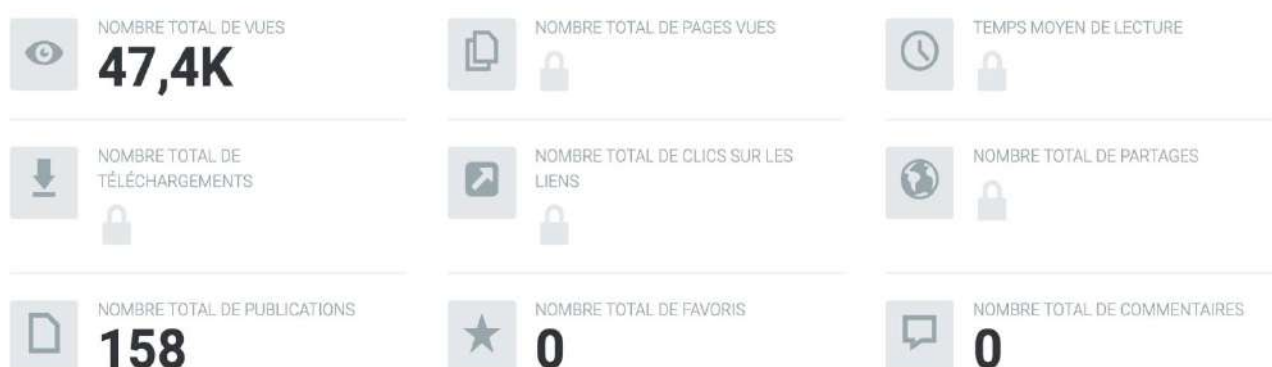 NOMBRE TOTAL DE VUES
47,4K
NOMBRE TOTAL DE PAGES VUES
TEMPS MOYEN DE LECTURE
NOMBRE TOTAL DE
TÉLÉCHARGEMENTS
NOMBRE TOTAL DE CLICS SUR LES
LIENS
NOMBRE TOTAL DE PARTAGES
NOMBRE TOTAL DE PUBLICATIONS
158
NOMBRE TOTAL DE FAVORIS
0
NOMBRE TOTAL DE COMMENTAIRES
0